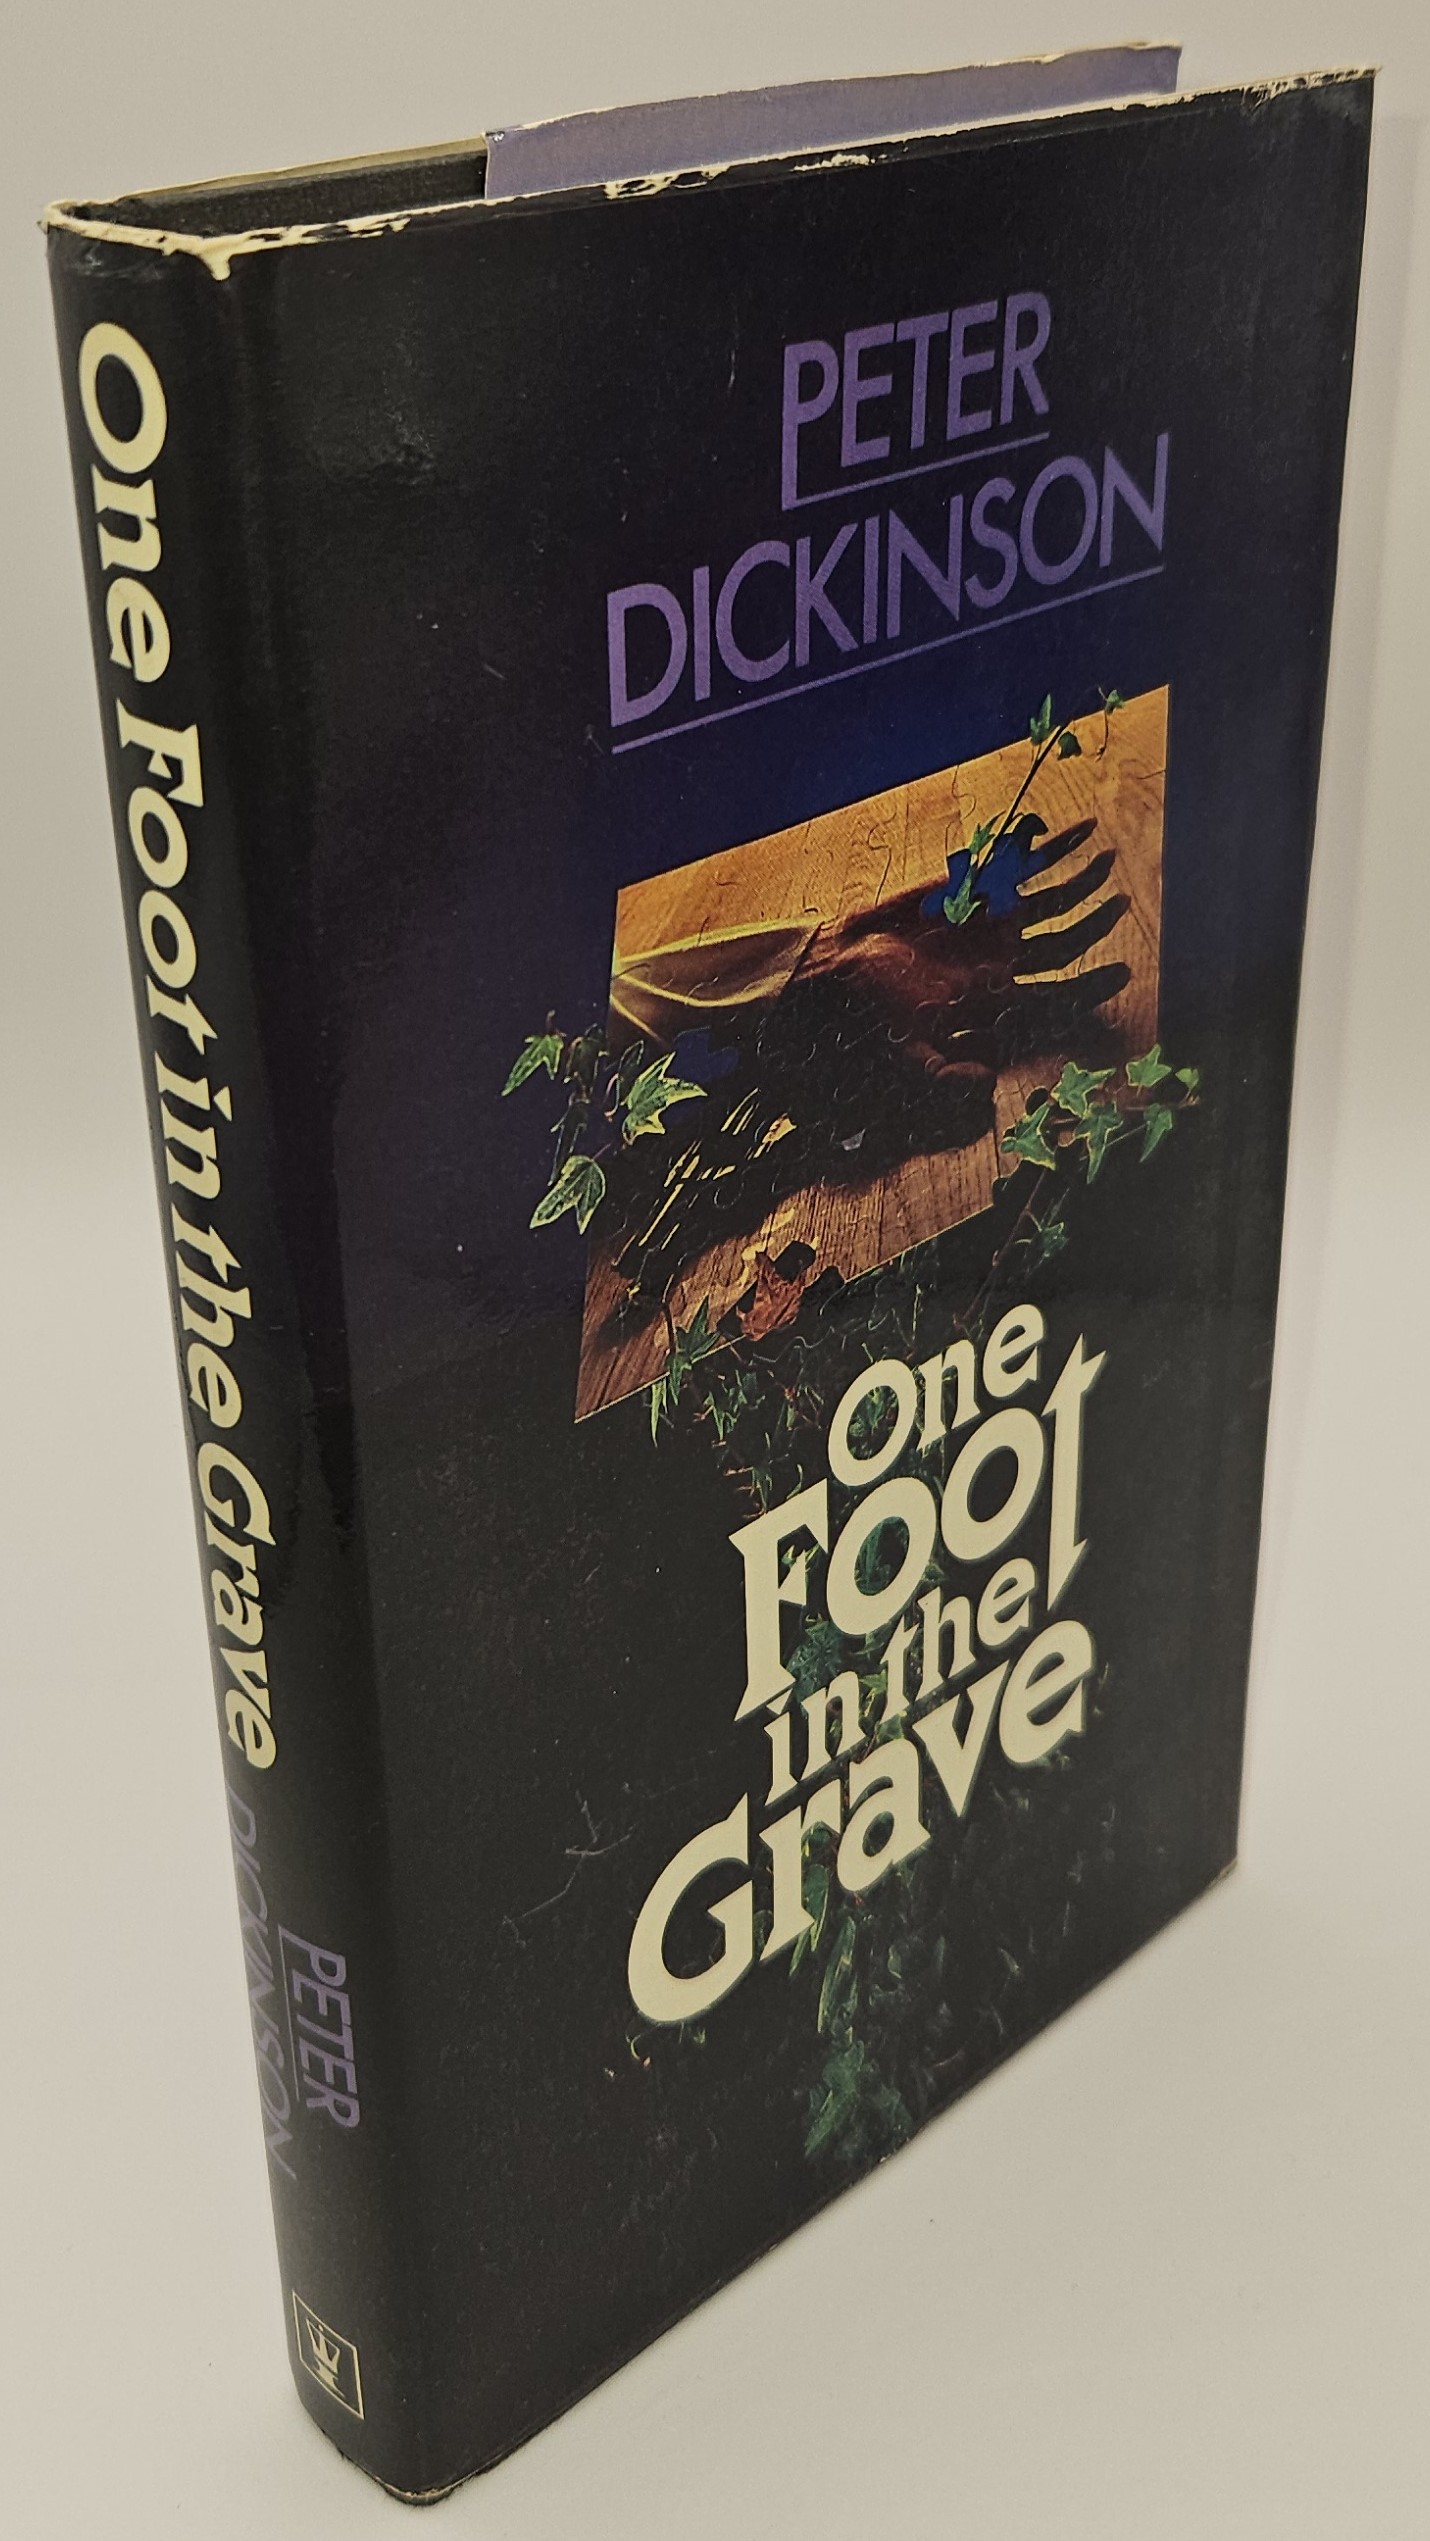 One Foot in the Grave
PETER
DICKINSON
PETER
DICKINSON
One
Foot
in the
Grave